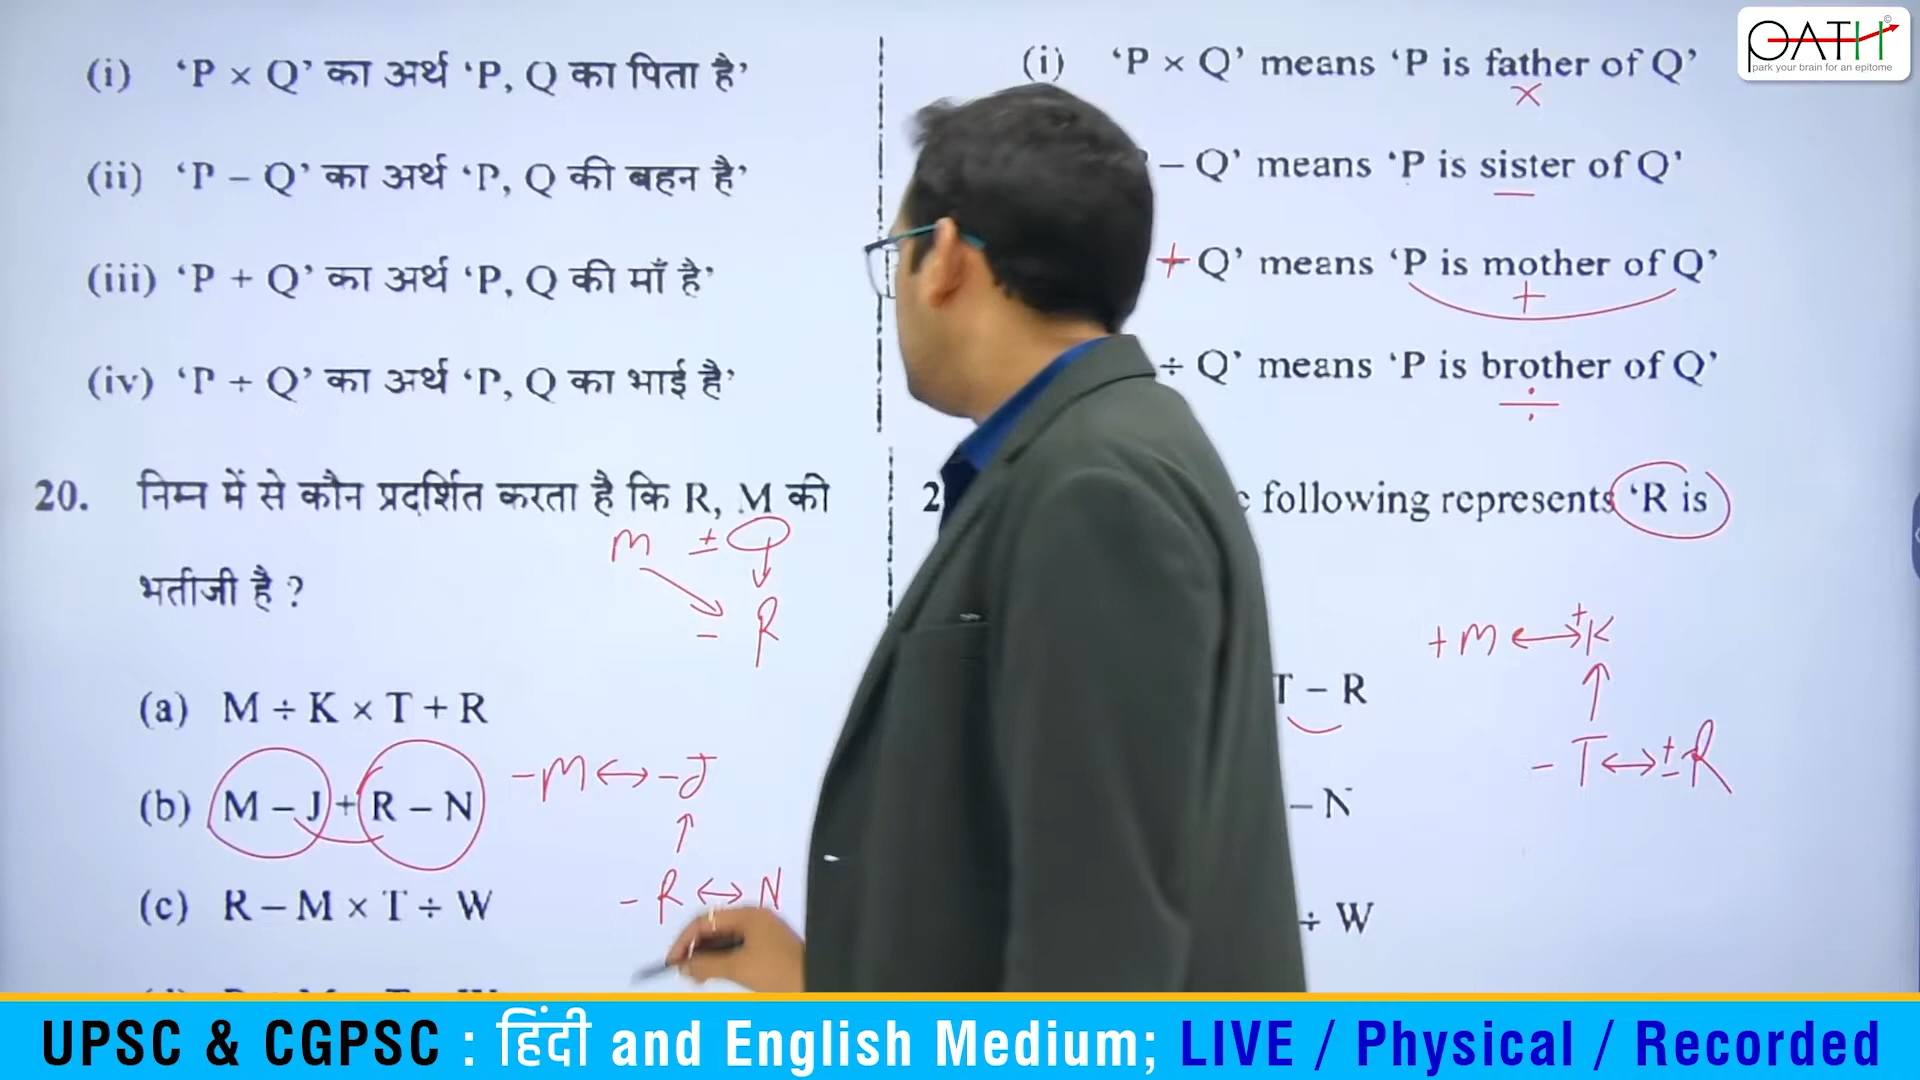 (i) ‘P × Q’ का अर्थ ‘P, Q का पिता है’
(ii) ‘P – Q’ का अर्थ ‘P, Q की बहन है’
(iii) ‘P + Q’ का अर्थ ‘P, Q की माँ है’
(iv) ‘P ÷ Q’ का अर्थ ‘P, Q का भाई है’
20. निम्न में से कौन प्रदर्शित करता है कि R, M की
भतीजी है ?
m ± Q
– R
(a) M ÷ K × T + R
(b) M – J + R – N
– M ↔ – J
– R ↔ N
(c) R – M × T ÷ W
(i) ‘P × Q’ means ‘P is father of Q’
×
– Q’ means ‘P is sister of Q’
+ Q’ means ‘P is mother of Q’
+
÷ Q’ means ‘P is brother of Q’
÷
2
following represents ‘R is
+ M ↔ + K
T – R
– T ↔ ± R
– N
÷ W
PATH
park your brain for an epitome
UPSC & CGPSC : हिंदी and English Medium; LIVE / Physical / Recorded